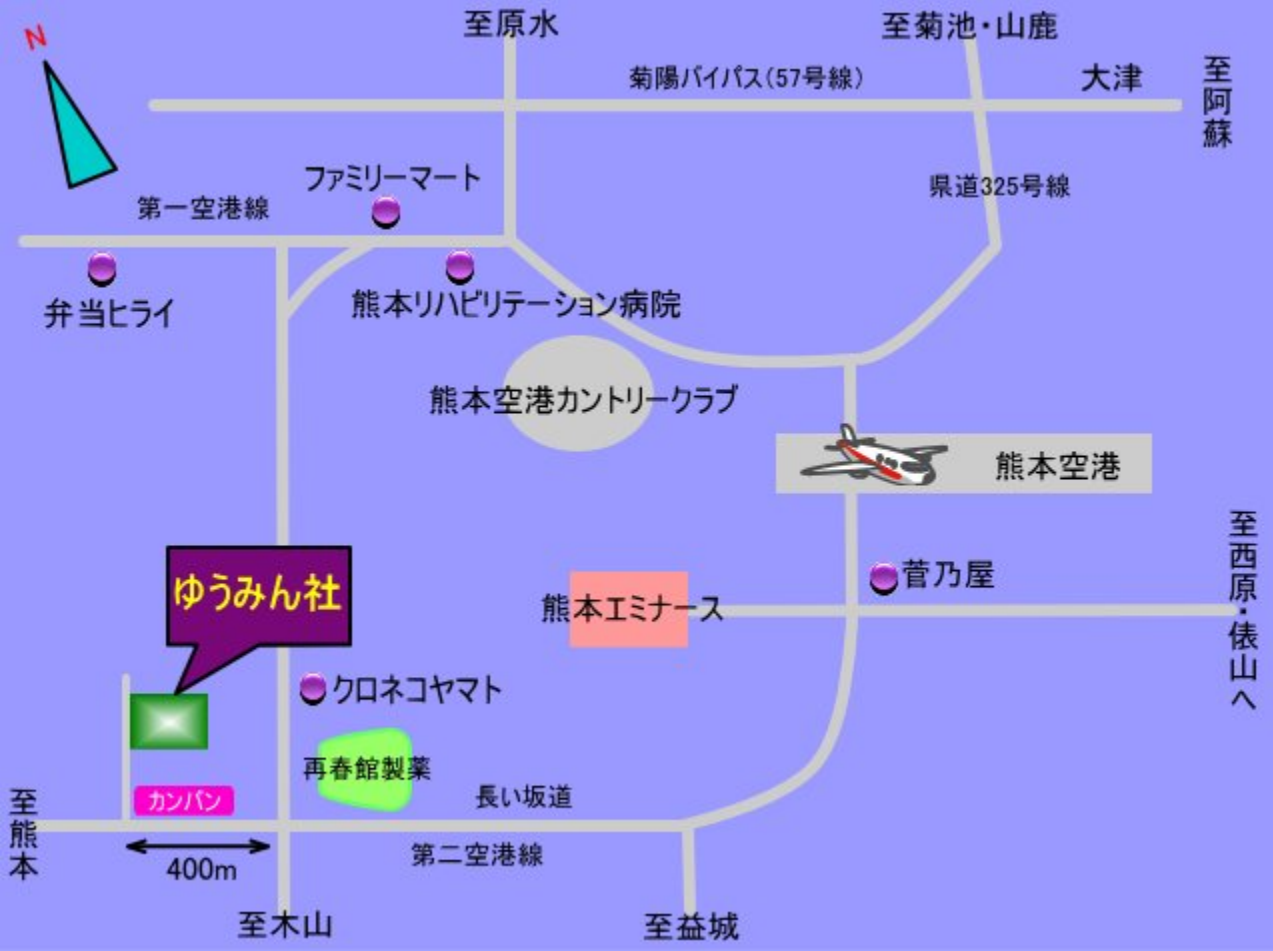 N
至原水
至菊池・山鹿
菊陽バイパス(57号線)
大津
至阿蘇
ファミリーマート
県道325号線
第一空港線
弁当ヒライ
熊本リハビリテーション病院
熊本空港カントリークラブ
熊本空港
至西原・俵山へ
菅乃屋
ゆうみん社
熊本エミナース
クロネコヤマト
再春館製薬
カンバン
長い坂道
至熊本
400m
第二空港線
至木山
至益城